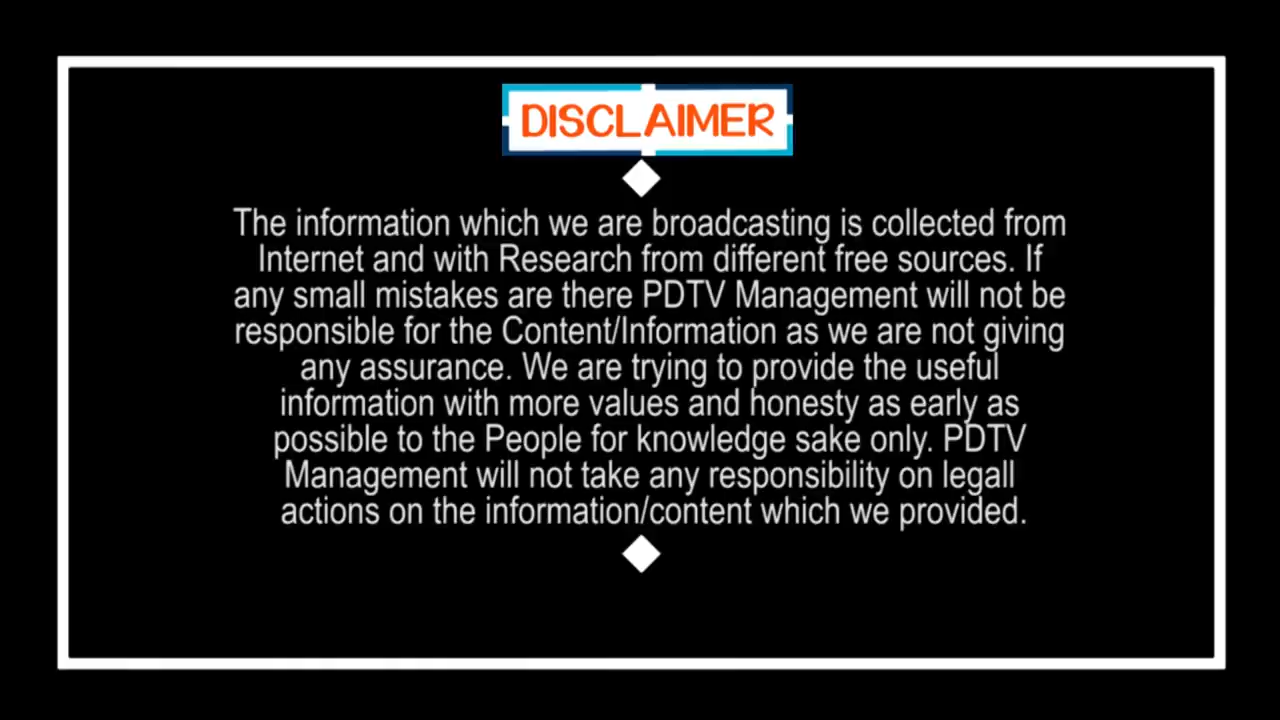 DISCLAIMER
The information which we are broadcasting is collected from
Internet and with Research from different free sources. If
any small mistakes are there PDTV Management will not be
responsible for the Content/Information as we are not giving
any assurance. We are trying to provide the useful
information with more values and honesty as early as
possible to the People for knowledge sake only. PDTV
Management will not take any responsibility on legall
actions on the information/content which we provided.